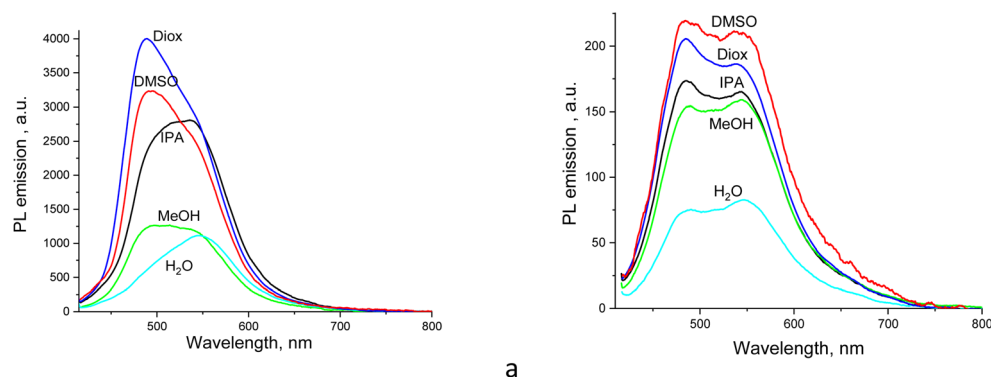 PL emission , a.u.
4000
3500
3000
2500
2000
1500
1000
500
0
Diox
DMSO
IPA
MeOH
H₂O
500
600
700
800
Wavelength, nm
a
PL emission , a.u.
200
150
100
50
0
DMSO
Diox
IPA
MeOH
H₂O
500
600
700
800
Wavelength, nm